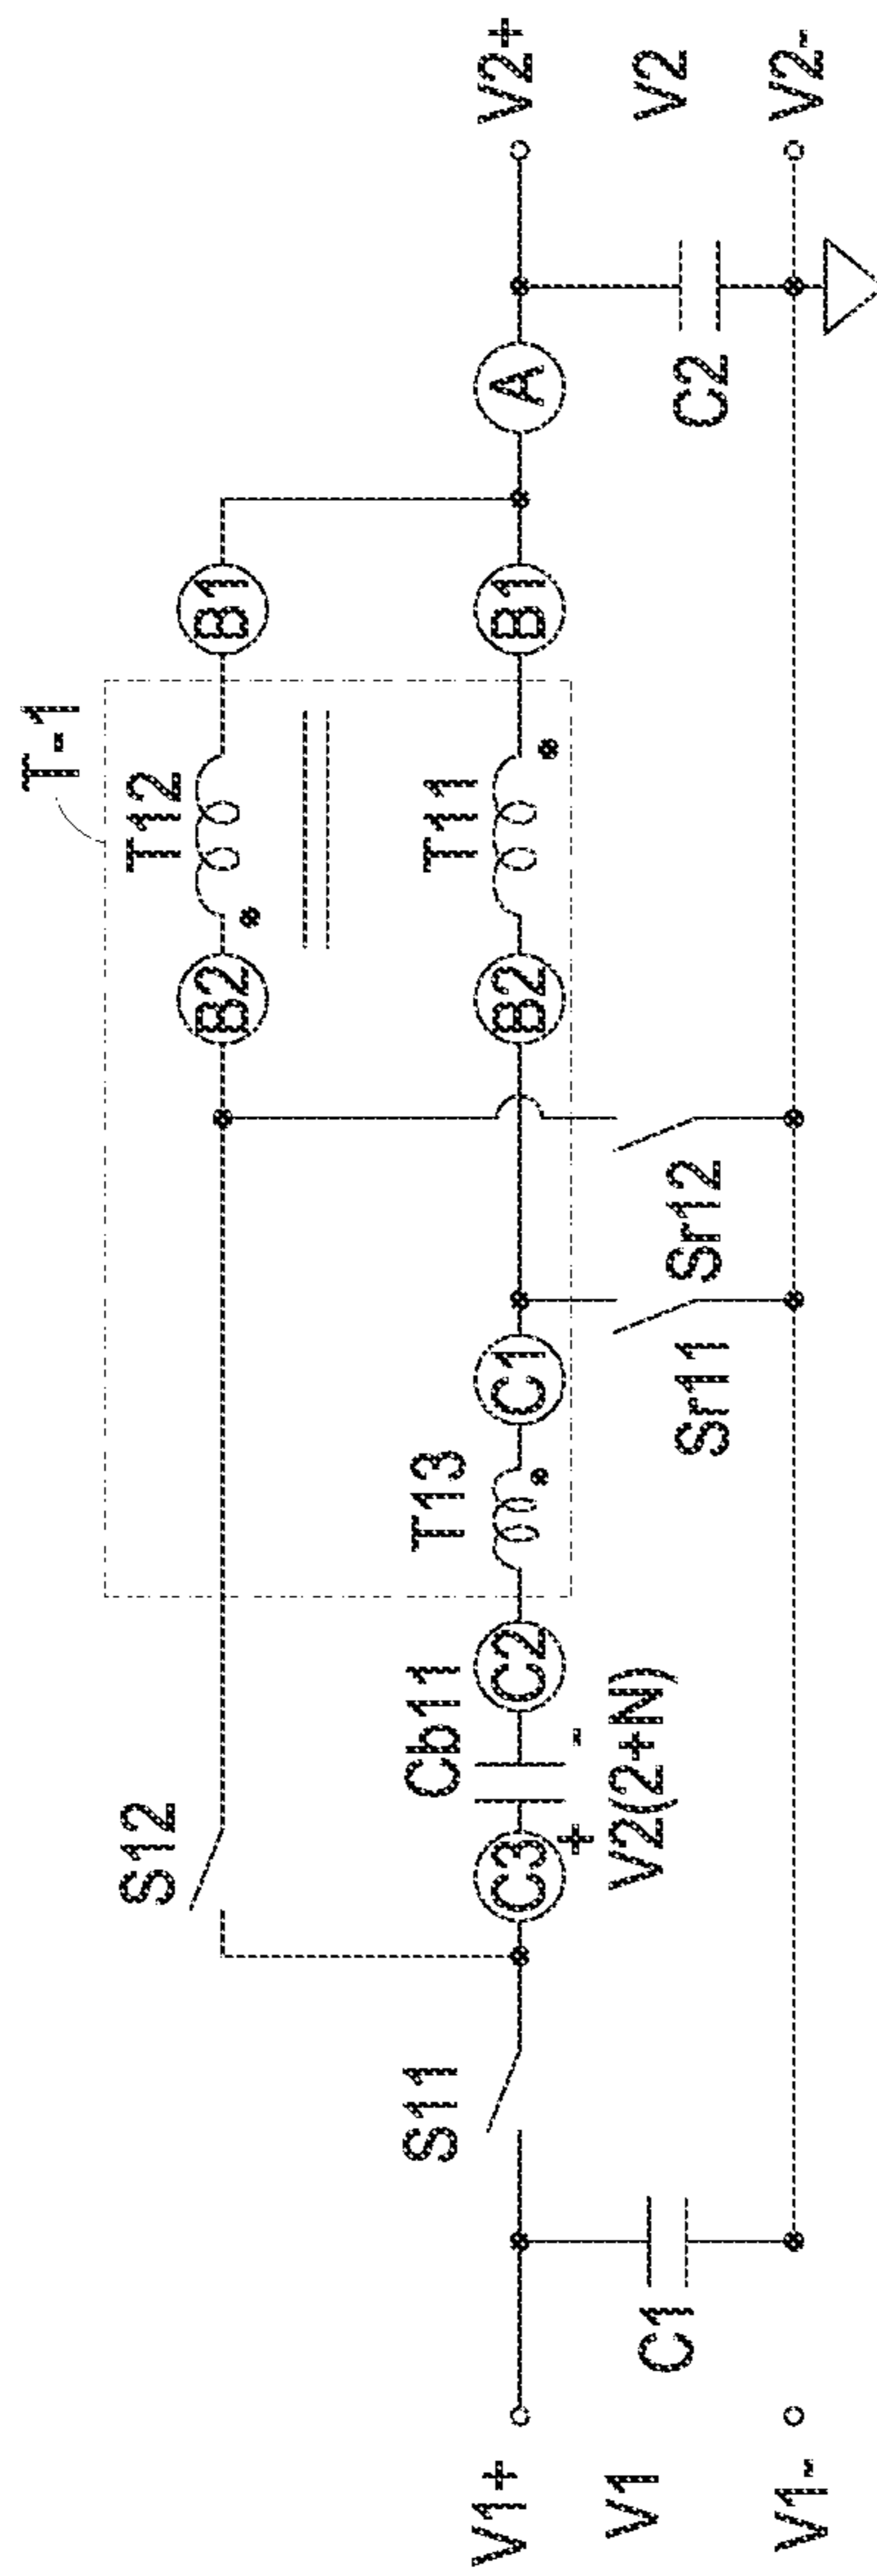 T-1
S12
B2
T12
B1
V1+
S11
C3
Cb11
C2
T13
C1
B2
T11
B1
A
V2+
+
-
V2(2+N)
V1
C1
Sr11
Sr12
C2
V2
V1-
V2-